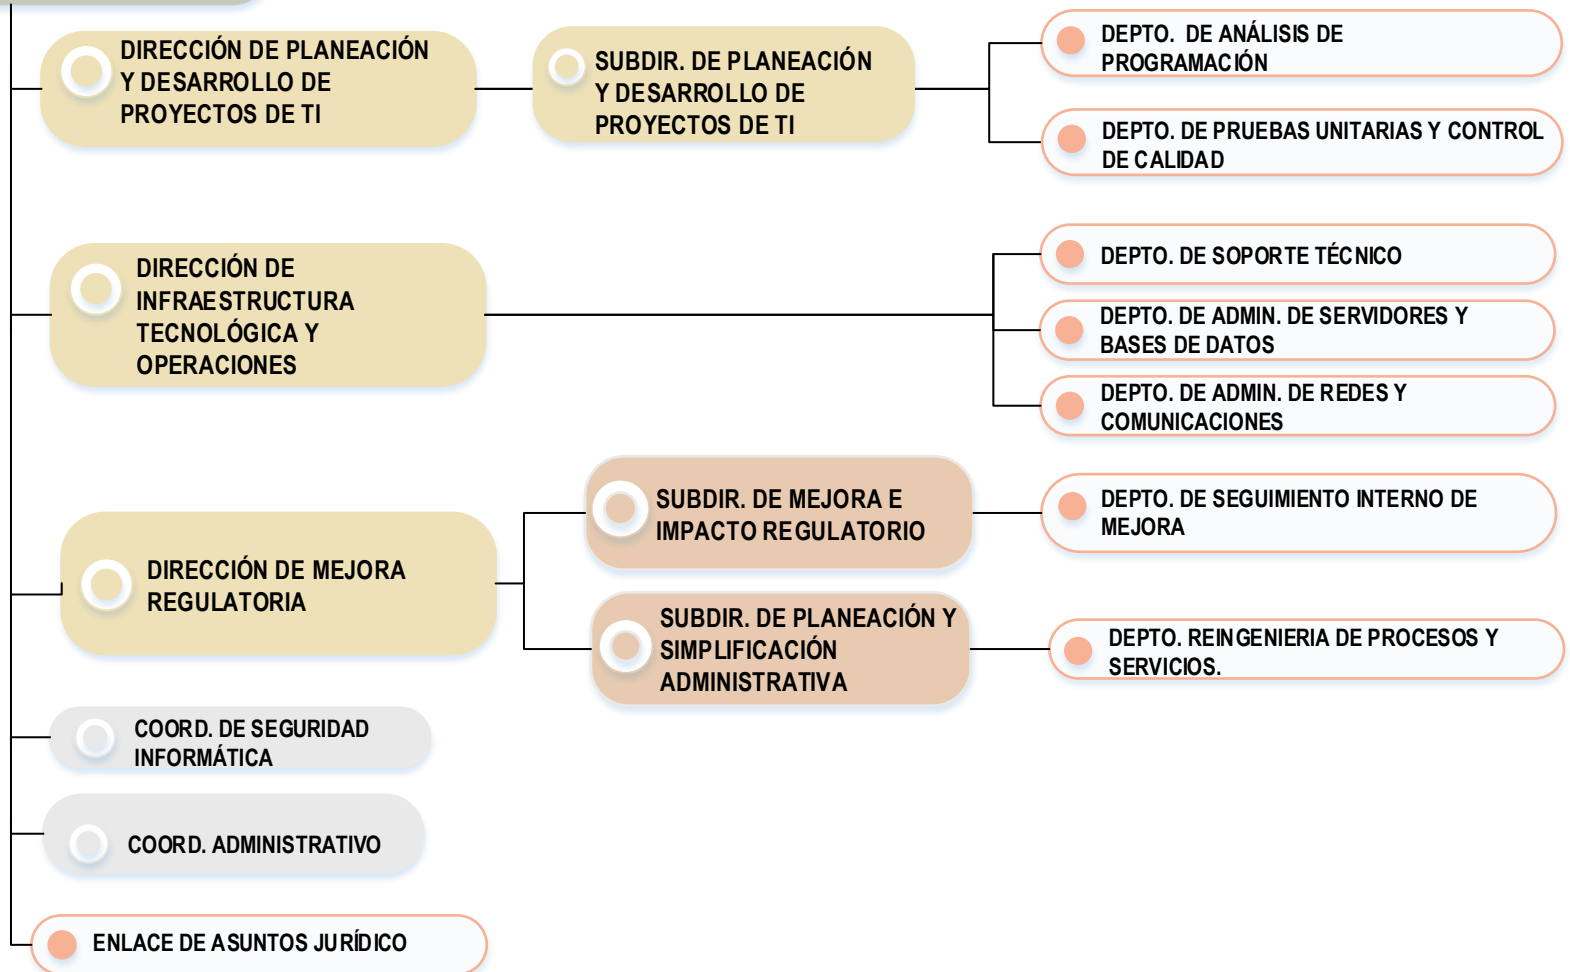 DIRECCIÓN DE PLANEACIÓN
Y DESARROLLO DE
PROYECTOS DE TI
SUBDIR. DE PLANEACIÓN
Y DESARROLLO DE
PROYECTOS DE TI
DEPTO. DE ANÁLISIS DE
PROGRAMACIÓN
DEPTO. DE PRUEBAS UNITARIAS Y CONTROL
DE CALIDAD
DIRECCIÓN DE
INFRAESTRUCTURA
TECNOLÓGICA Y
OPERACIONES
DEPTO. DE SOPORTE TÉCNICO
DEPTO. DE ADMIN. DE SERVIDORES Y
BASES DE DATOS
DEPTO. DE ADMIN. DE REDES Y
COMUNICACIONES
DIRECCIÓN DE MEJORA
REGULATORIA
SUBDIR. DE MEJORA E
IMPACTO REGULATORIO
DEPTO. DE SEGUIMIENTO INTERNO DE
MEJORA
SUBDIR. DE PLANEACIÓN Y
SIMPLIFICACIÓN
ADMINISTRATIVA
DEPTO. REINGENIERIA DE PROCESOS Y
SERVICIOS.
COORD. DE SEGURIDAD
INFORMÁTICA
COORD. ADMINISTRATIVO
ENLACE DE ASUNTOS JURÍDICO